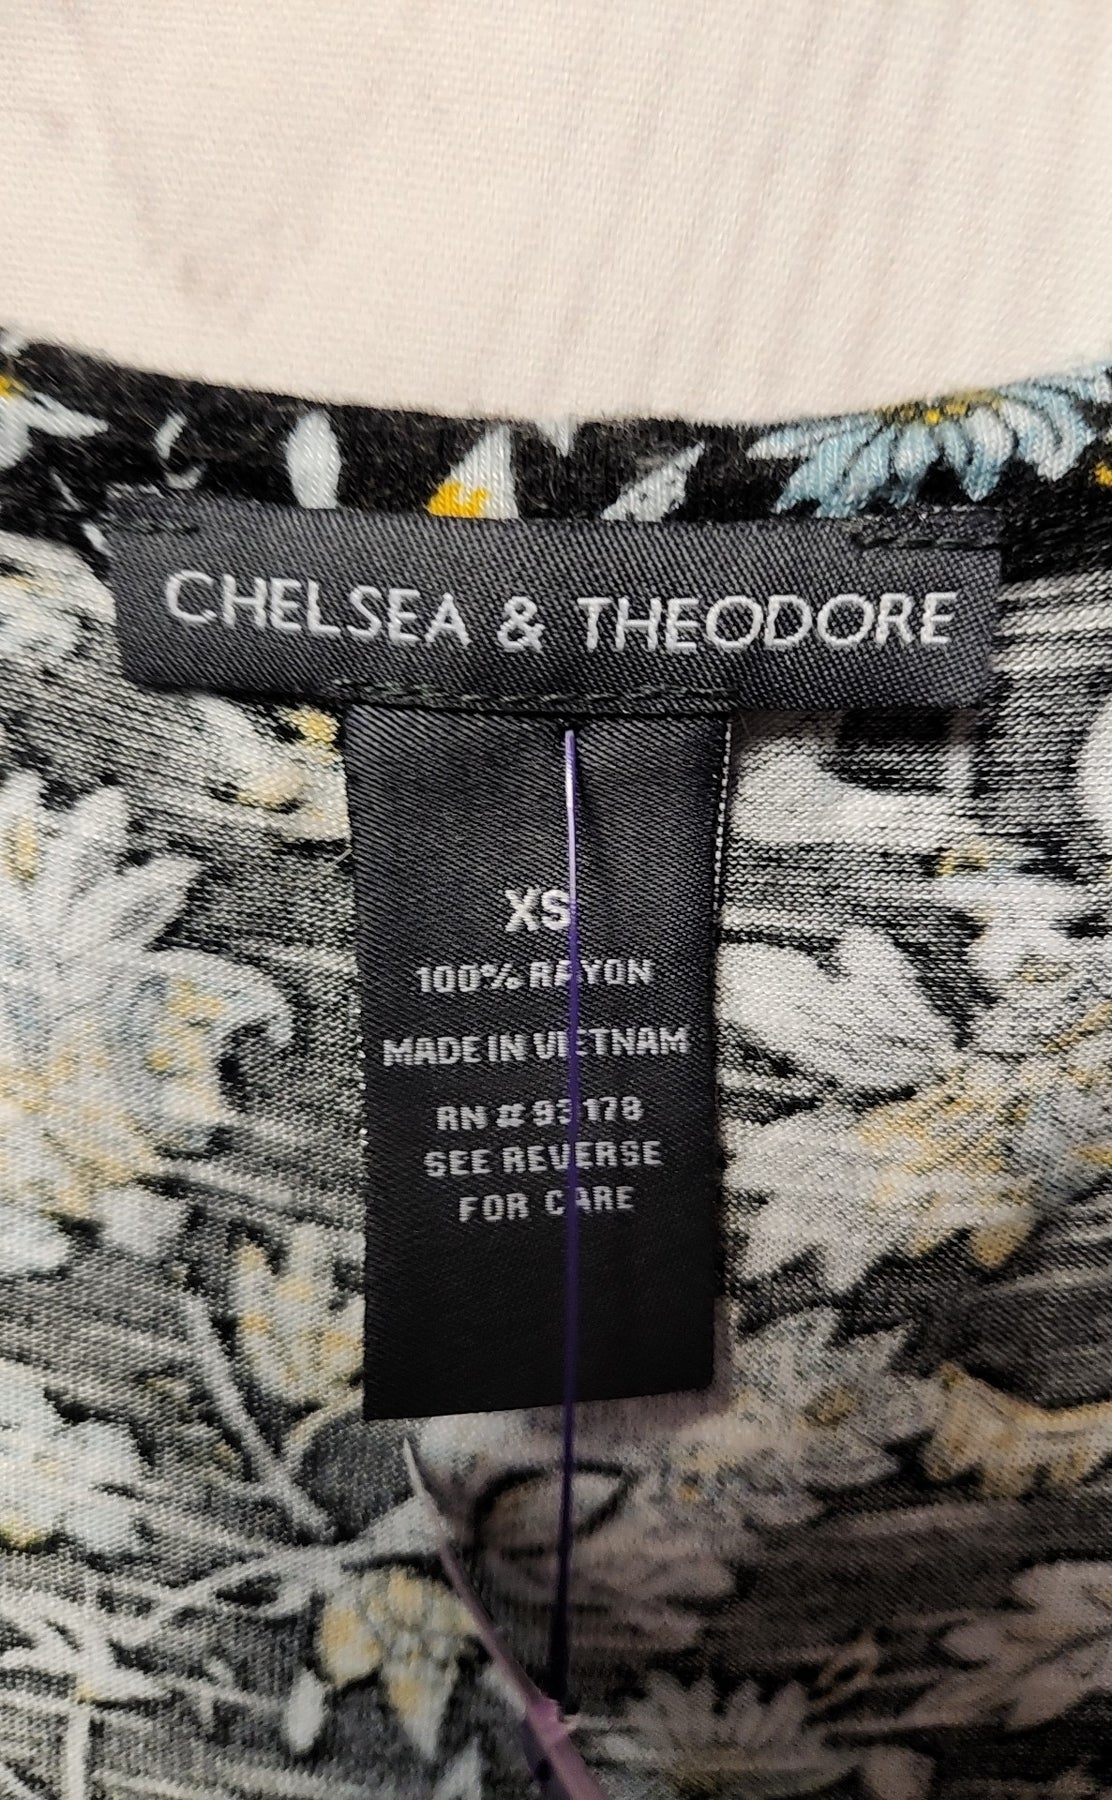 CHELSEA & THEODORE
XS
100% RAYON
MADE IN VIETNAM
RN # 93178
SEE REVERSE
FOR CARE